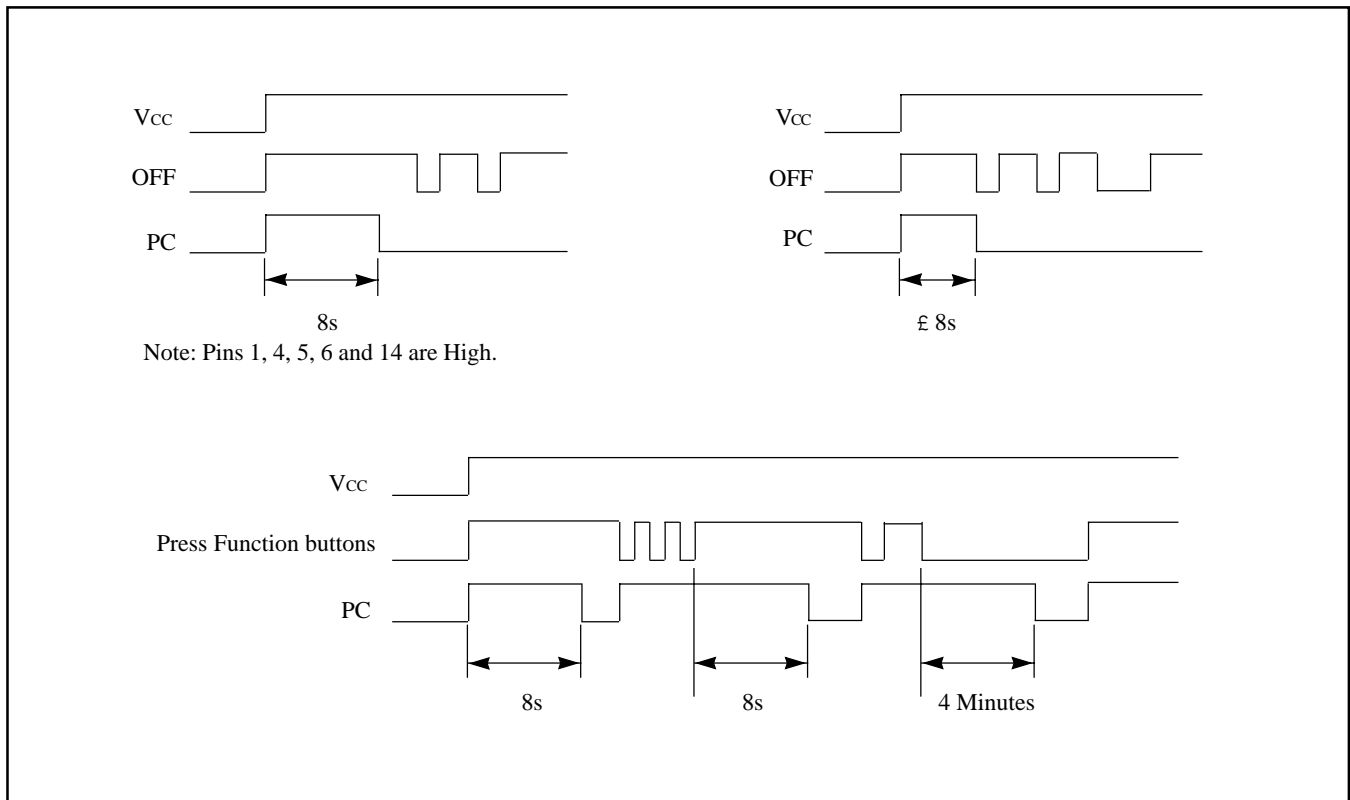 Vcc
OFF
PC
8s
Note: Pins 1, 4, 5, 6 and 14 are High.
Vcc
OFF
PC
£ 8s
Vcc
Press Function buttons
PC
8s 8s 4 Minutes